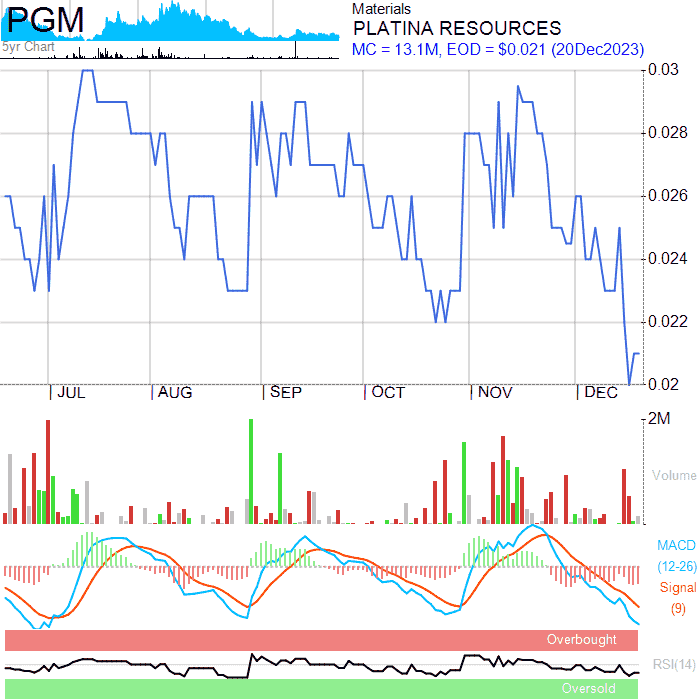 PGM
5yr Chart
Materials
PLATINA RESOURCES
MC = 13.1M, EOD = $0.021 (20Dec2023)
0.03
0.028
0.026
0.024
0.022
0.02
JUL AUG SEP OCT NOV DEC
2M
Volume
MACD
(12-26)
Signal
(9)
Overbought
RSI(14)
Oversold